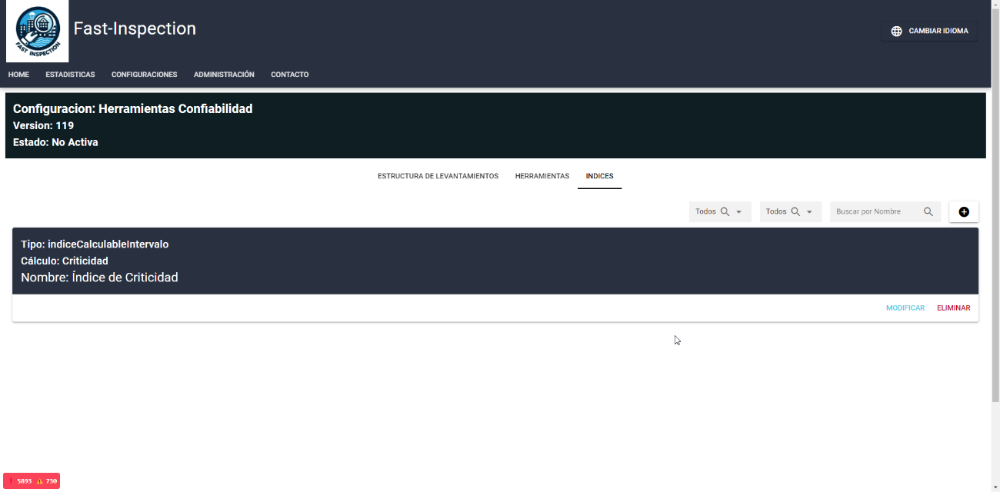 FAST INSPECTION
Fast-Inspection
CAMBIAR IDIOMA
HOME ESTADISTICAS CONFIGURACIONES ADMINISTRACIÓN CONTACTO
Configuracion: Herramientas Confiabilidad
Version: 119
Estado: No Activa
ESTRUCTURA DE LEVANTAMIENTOS HERRAMIENTAS INDICES
Todos Todos Buscar por Nombre
Tipo: indiceCalculableIntervalo
Cálculo: Criticidad
Nombre: Índice de Criticidad
MODIFICAR ELIMINAR
5893 730